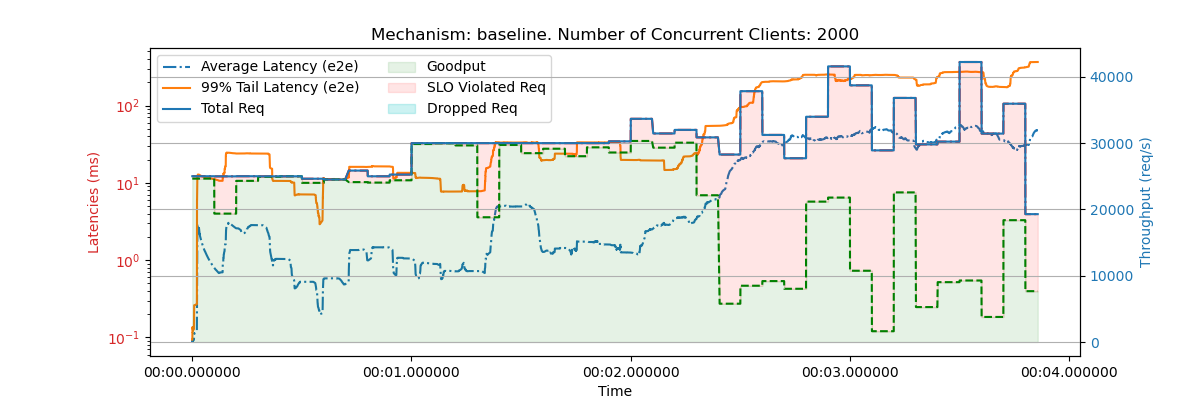 Mechanism: baseline. Number of Concurrent Clients: 2000
Average Latency (e2e)
99% Tail Latency (e2e)
Total Req
Goodput
SLO Violated Req
Dropped Req
Latencies (ms)
10²
10¹
10⁰
10⁻¹
40000
30000
20000
10000
0
Throughput (req/s)
00:00.000000
00:01.000000
00:02.000000
00:03.000000
00:04.000000
Time